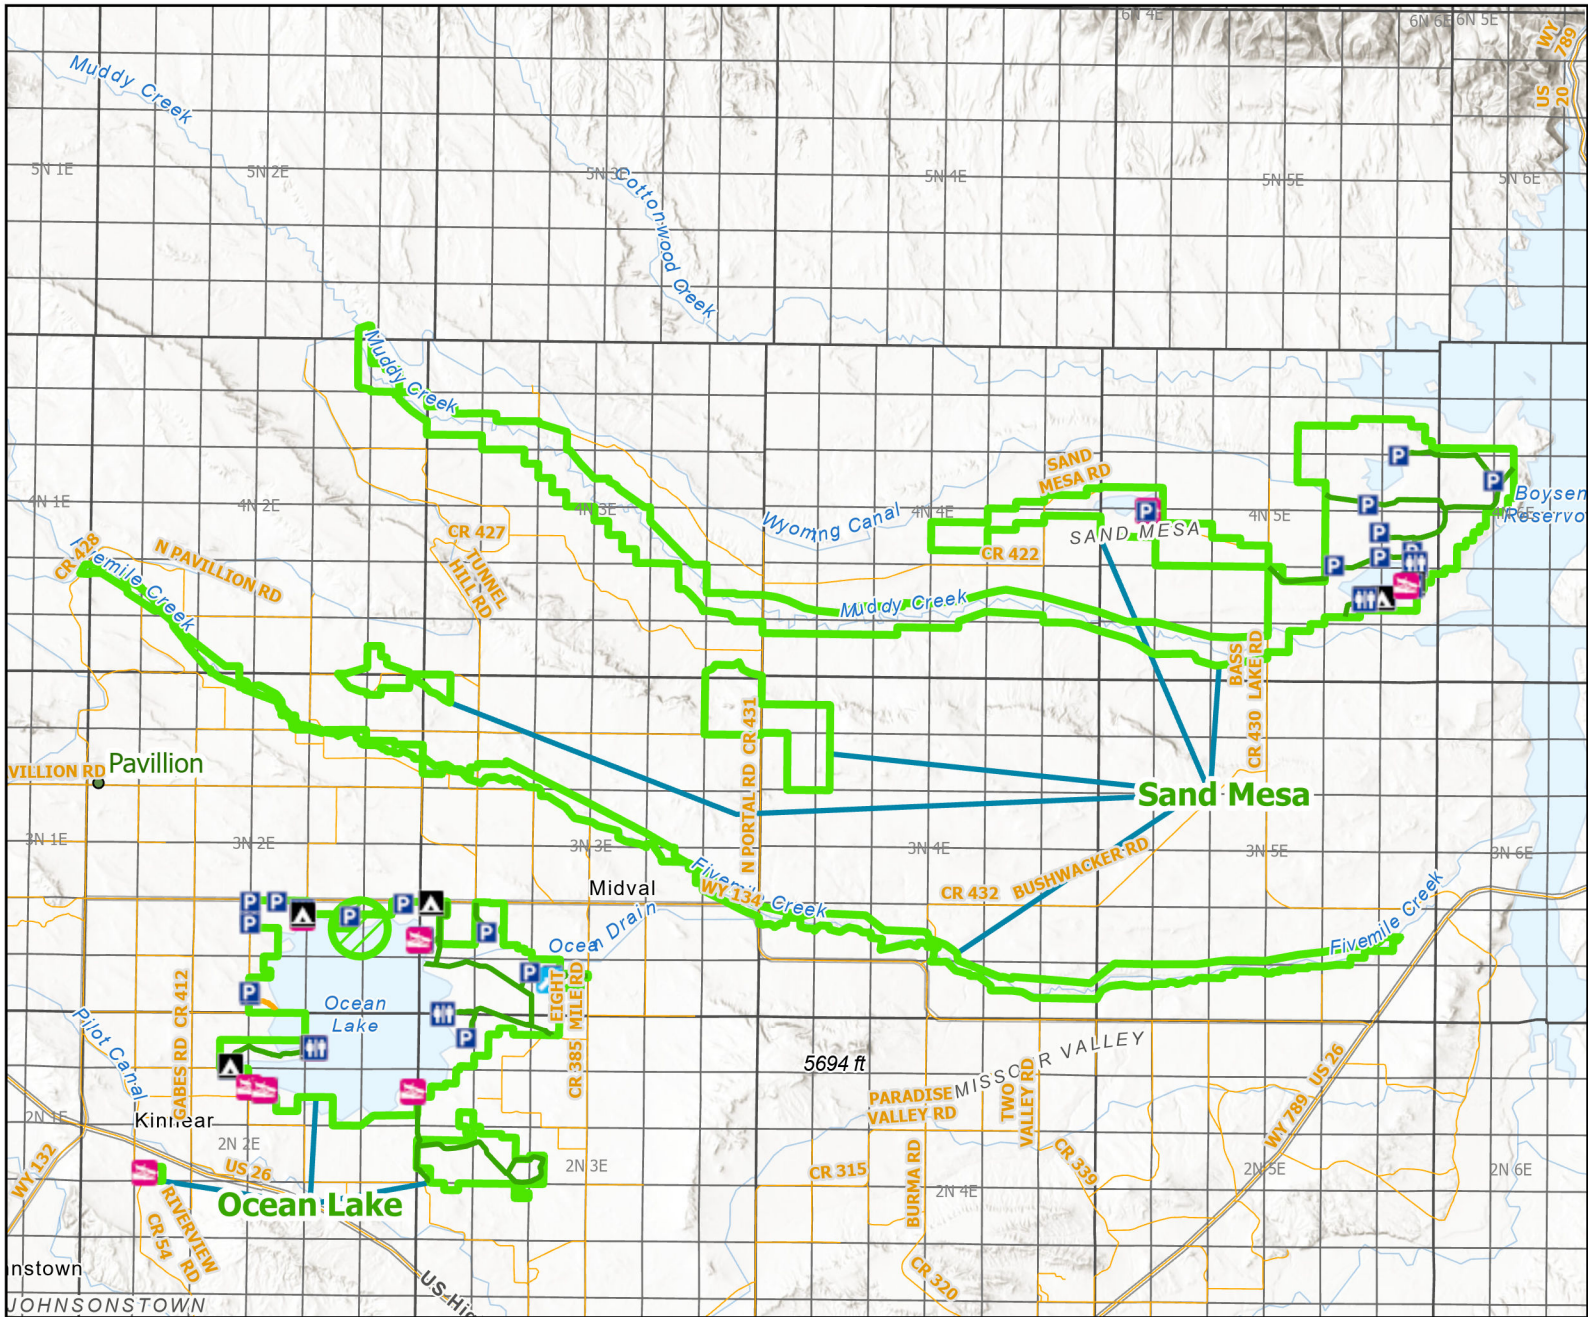 6N 4E
6N 6E
6N 5E
WY 789
US 20
Muddy Creek
5N 1E
5N 2E
5N 3E
Cottonwood Creek
5N 4E
5N 5E
5N 6E
Muddy Creek
4N 1E
4N 2E
4N 3E
Wyoming Canal
4N 4E
SAND
MESA RD
SAND MESA
CR 422
4N 5E
4N 6E
Boysen
Reservo
P
P
P
P
P
P
P
P
CR 427
TUNNEL
HILL RD
N PAVILLION RD
CR 428
Fivemile Creek
Muddy Creek
BASS
LAKE RD
CR 430
N PORTAL RD CR 431
VILLION RD
Pavillion
Sand Mesa
3N 1E
3N 2E
3N 3E
3N 4E
3N 5E
3N 6E
Midval
Fivemile Creek
WY 134
CR 432
BUSHWACKER RD
Fivemile Creek
P
P
P
P
P
P
P
P
P
Ocean Drain
Ocean
Lake
EIGHT
MILE RD
CR 385
GABES RD CR 412
Pilot Canal
5694 ft
MISSO R VALLEY
PARADISE
VALLEY RD
TWO
VALLEY RD
WY 789 US 26
2N 1E
Kinnear
2N 2E
2N 3E
2N 4E
2N 5E
2N 6E
WY 132
US 26
CR 315
BURMA RD
CR 339
Ocean Lake
RIVERVIEW
RD
CR 54
CR 320
US Hig
nstown
JOHNSONSTOWN